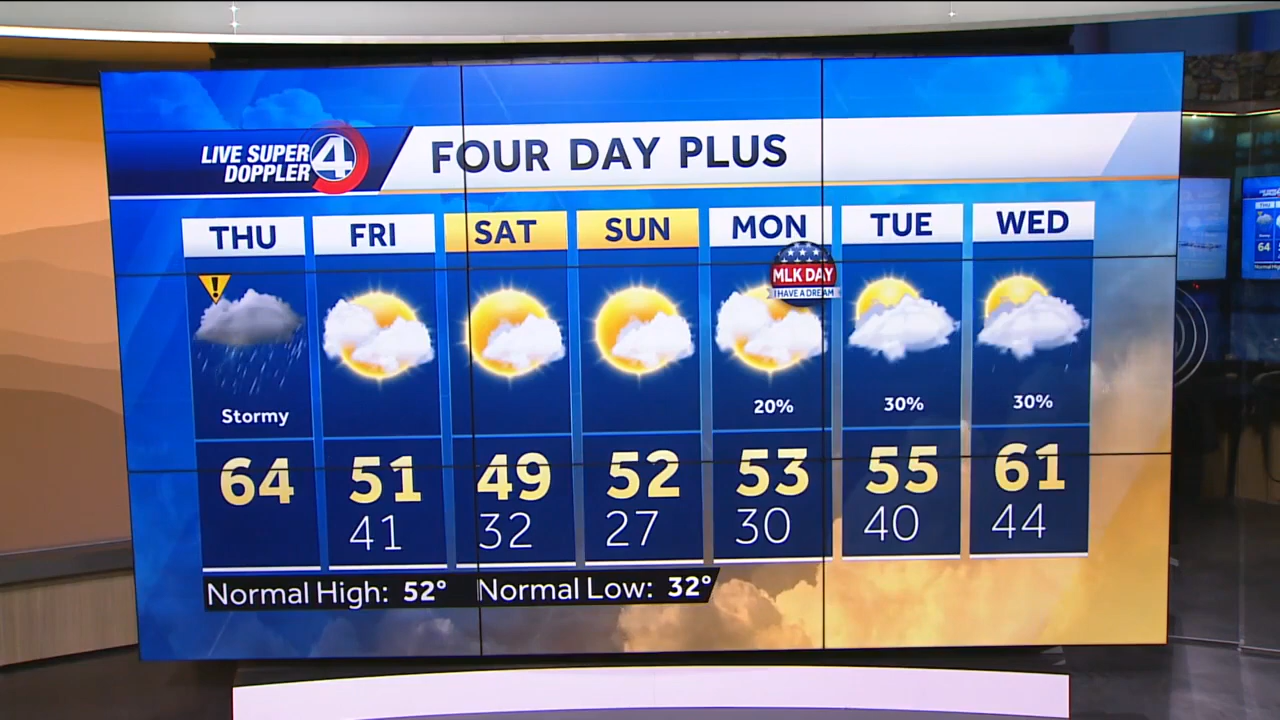 LIVE SUPER
DOPPLER 4
FOUR DAY PLUS
THU FRI SAT SUN MON TUE WED
!
MLK DAY
I HAVE A DREAM
Stormy 20% 30% 30%
64 51 49 52 53 55 61
41 32 27 30 40 44
Normal High: 52° Normal Low: 32°
THU
64